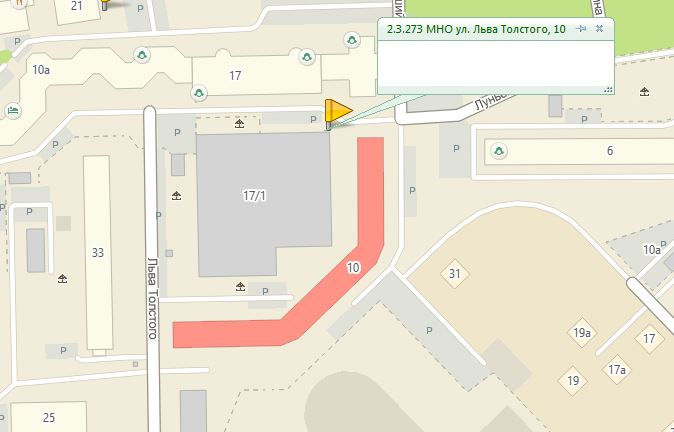 21
2.3.273 МНО ул. Льва Толстого, 10
10а
17
P
P
P
P
17/1
P
6
P
P
P
33
10
31
10а
Льва Толстого
P
P
19а
17
P
P
17а
19
25